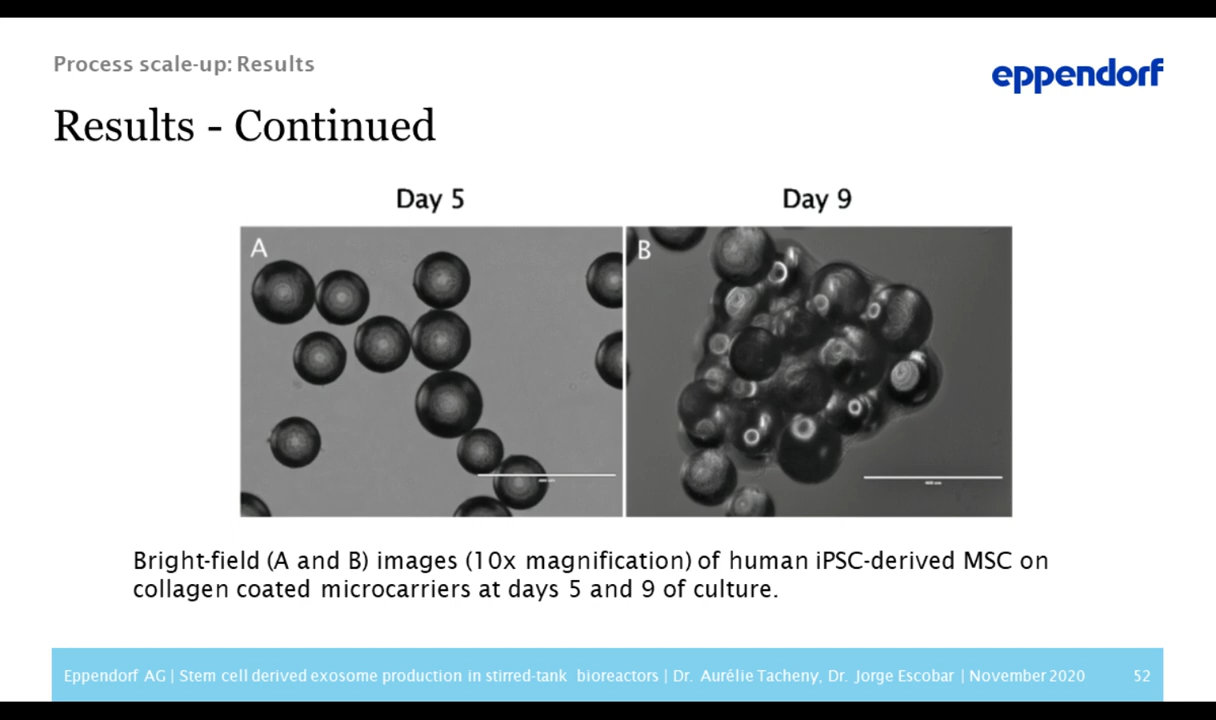 Process scale-up: Results
eppendorf
Results - Continued
Day 5
Day 9
A
B
Bright-field (A and B) images (10x magnification) of human iPSC-derived MSC on
collagen coated microcarriers at days 5 and 9 of culture.
Eppendorf AG | Stem cell derived exosome production in stirred-tank bioreactors | Dr. Aurélie Tacheny, Dr. Jorge Escobar | November 2020
52